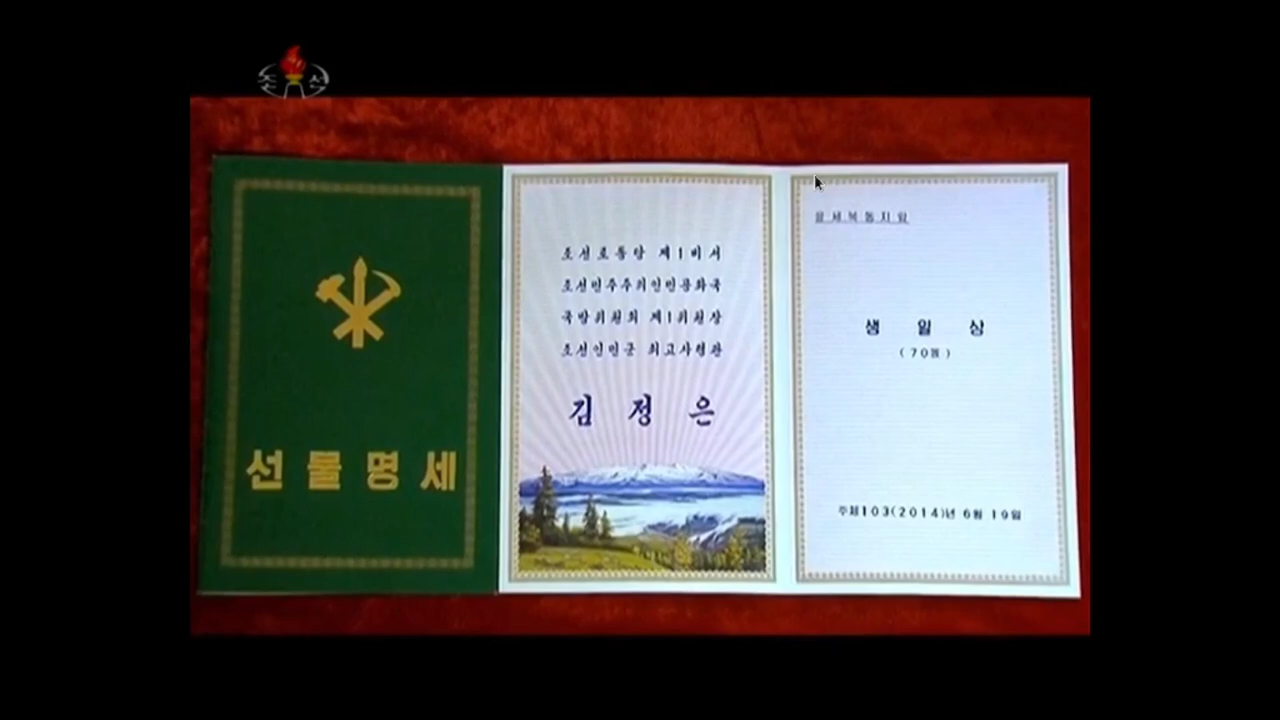 조선
선물명세
조선로동당 제1비서
조선민주주의인민공화국
국방위원회 제1위원장
조선인민군 최고사령관
김정은
생일상
(70돐)
주체103(2014)년 6월 19일